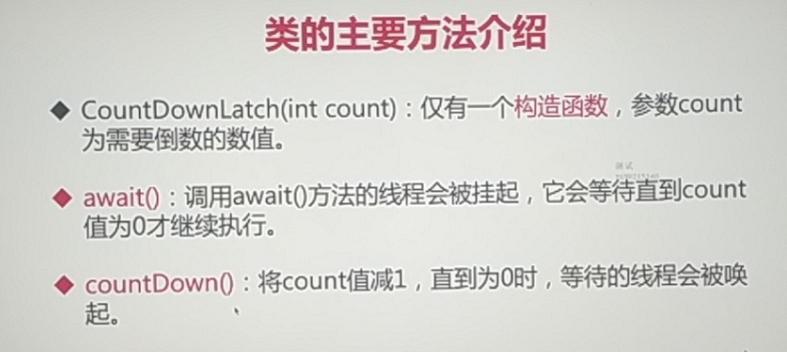 类的主要方法介绍
◆ CountDownLatch(int count)：仅有一个构造函数，参数count
为需要倒数的数值。
测试
◆ await()：调用await()方法的线程会被挂起，它会等待直到count
值为0才继续执行。
◆ countDown()：将count值减1，直到为0时，等待的线程会被唤
起。